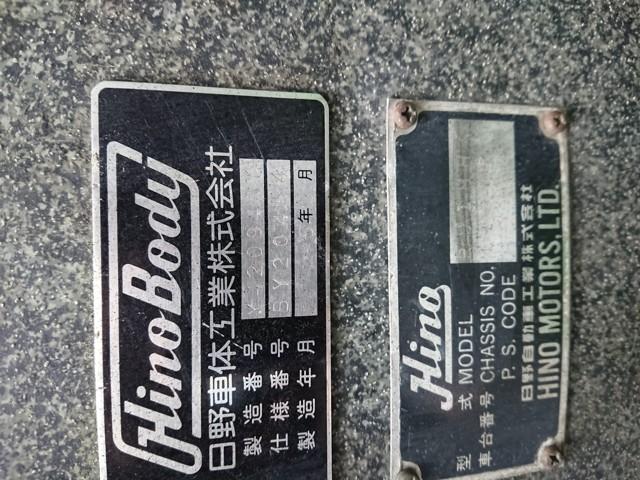 Hino Body
日野車体工業株式会社
製造番号
仕様番号
製造年月 年 月
Hino
型式 MODEL
車台番号 CHASSIS NO.
P. S. CODE
日野自動車工業株式会社
HINO MOTORS, LTD.